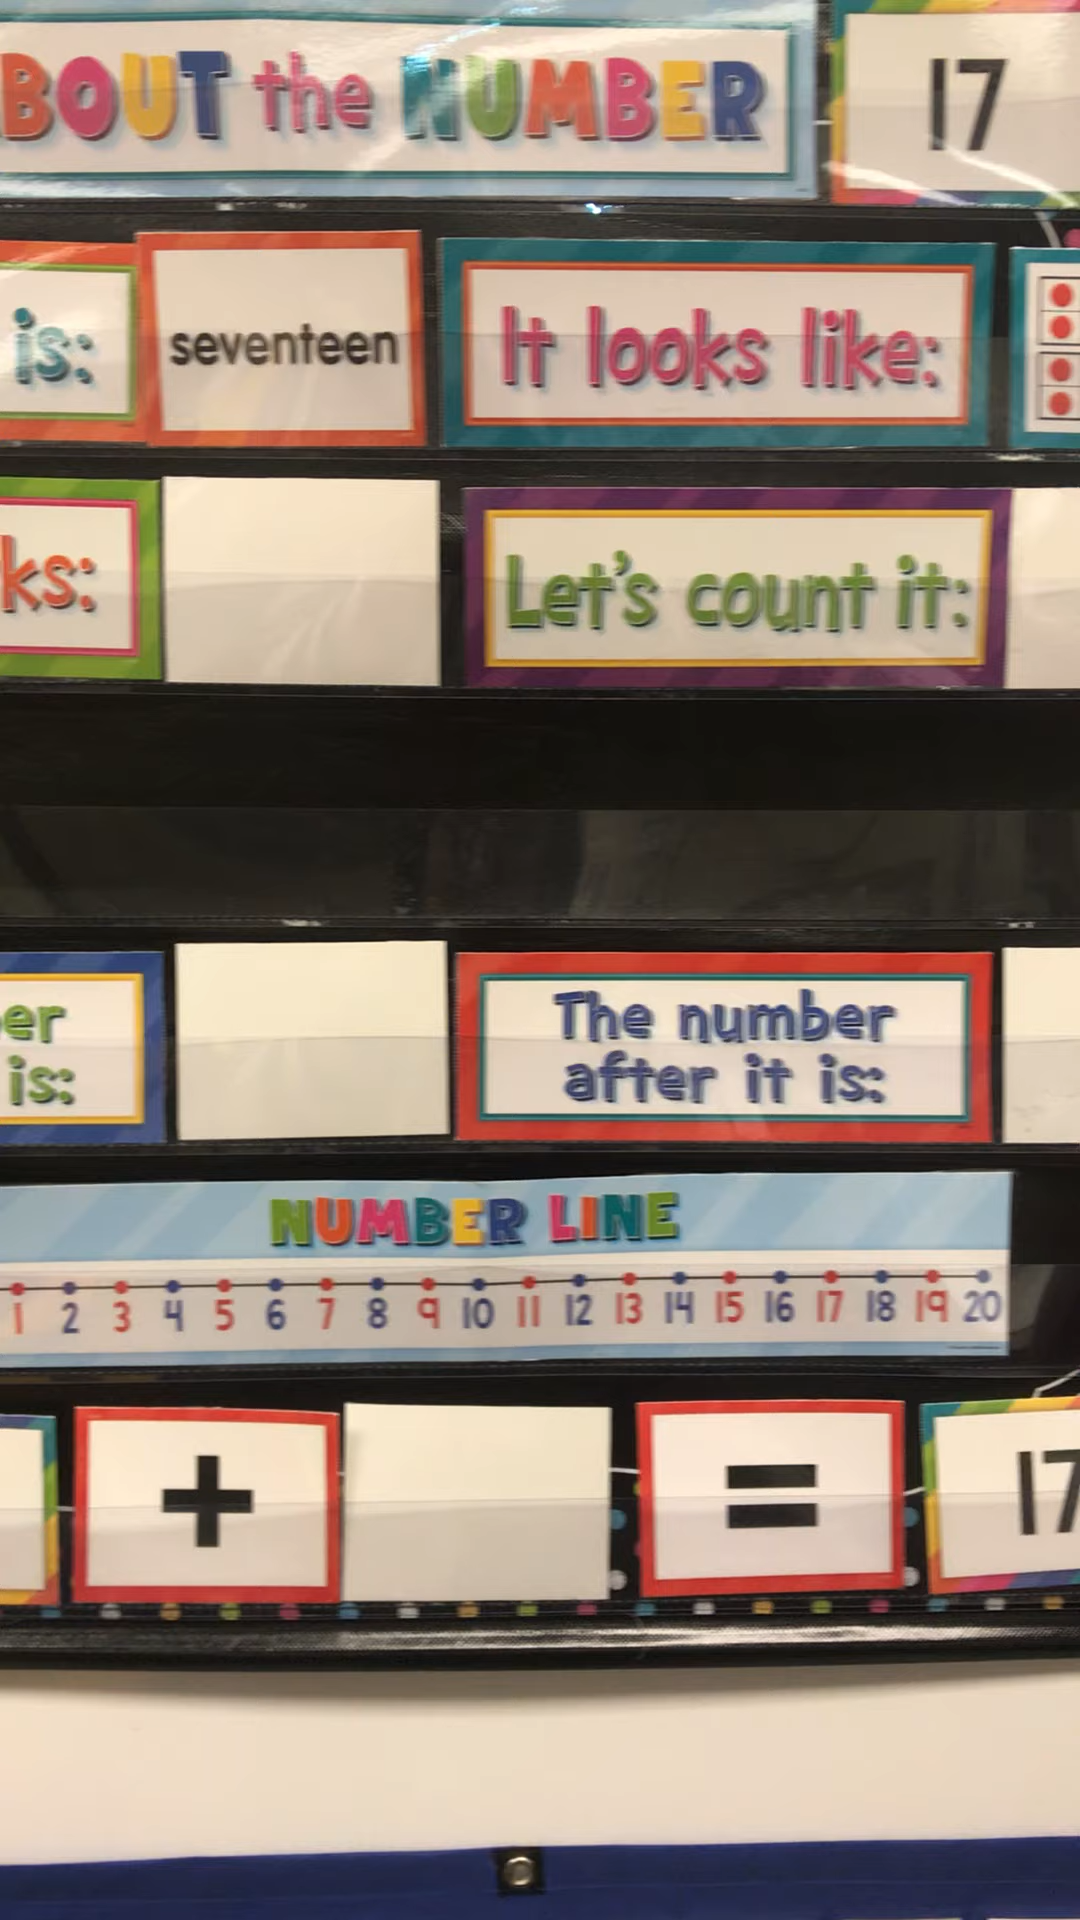 BOUT the NUMBER
17
is:
seventeen
It looks like:
ks:
Let's count it:
er
is:
The number
after it is:
NUMBER LINE
1 2 3 4 5 6 7 8 9 10 11 12 13 14 15 16 17 18 19 20
+
=
17